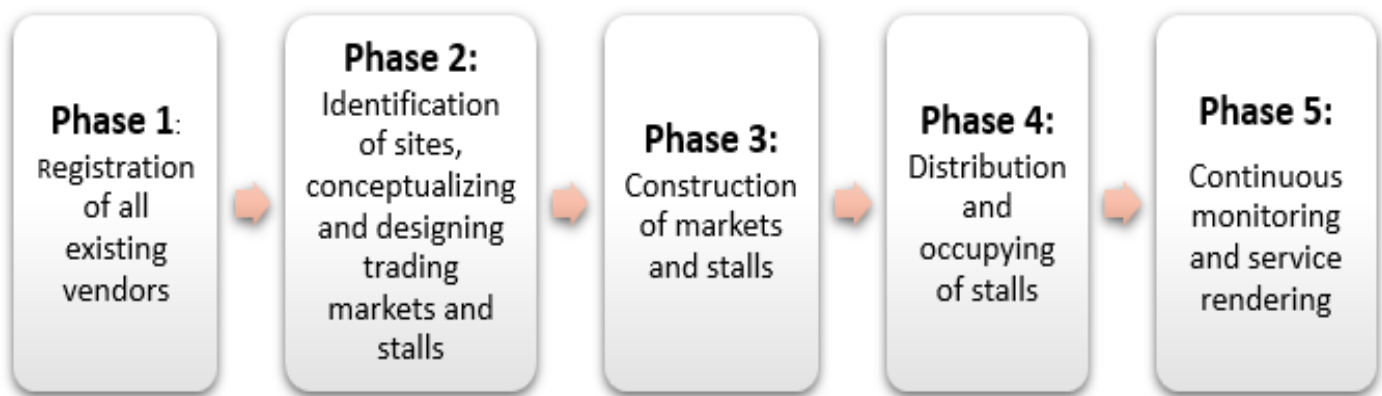 Phase 1:
Registration
of all
existing
vendors
Phase 2:
Identification
of sites,
conceptualizing
and designing
trading
markets and
stalls
Phase 3:
Construction
of markets
and stalls
Phase 4:
Distribution
and
occupying
of stalls
Phase 5:
Continuous
monitoring
and service
rendering